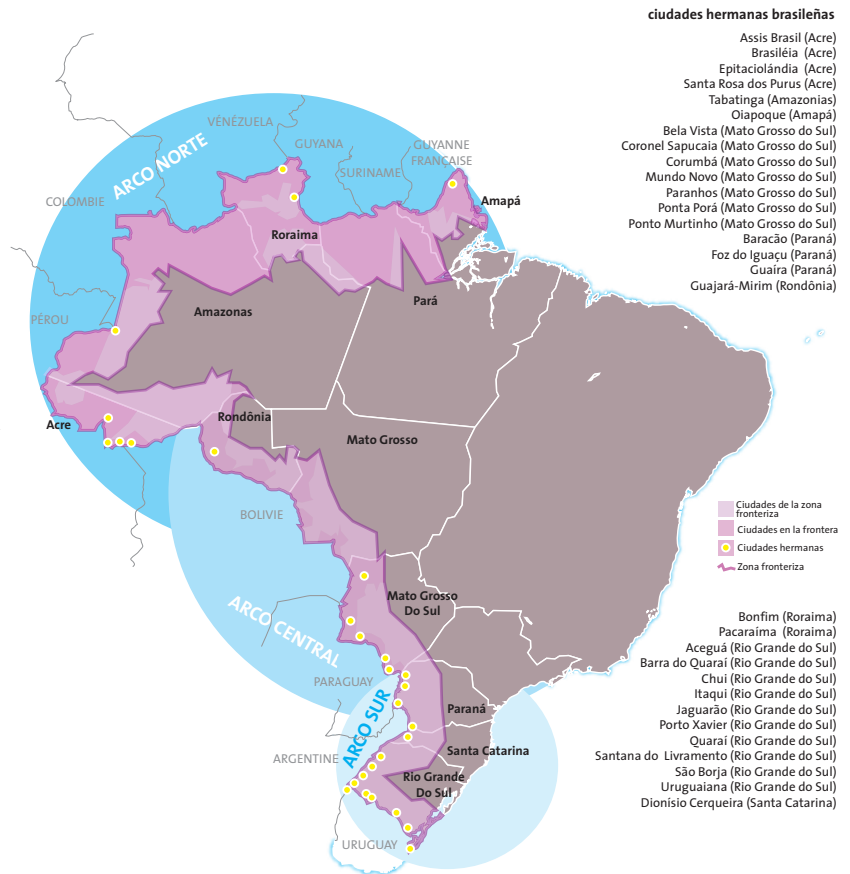 ciudades hermanas brasileñas
Assis Brasil (Acre)
Brasiléia (Acre)
Epitaciolándia (Acre)
Santa Rosa dos Purus (Acre)
Tabatinga (Amazonias)
Oiapoque (Amapá)
Bela Vista (Mato Grosso do Sul)
Coronel Sapucaia (Mato Grosso do Sul)
Corumbá (Mato Grosso do Sul)
Mundo Novo (Mato Grosso do Sul)
Paranhos (Mato Grosso do Sul)
Ponta Porá (Mato Grosso do Sul)
Ponto Murtinho (Mato Grosso do Sul)
Baracão (Paraná)
Foz do Iguaçu (Paraná)
Guaíra (Paraná)
Guajará-Mirim (Rondônia)
VÉNÉZUELA
GUYANA
GUYANNE
FRANÇAISE
SURINAME
ARCO NORTE
COLOMBIE
Amapá
Roraima
Amazonas
Pará
PÉROU
Acre
Rondônia
Mato Grosso
BOLIVIE
Ciudades de la zona
fronteriza
Ciudades en la frontera
Ciudades hermanas
Zona fronteriza
Mato Grosso
Do Sul
ARCO CENTRAL
PARAGUAY
ARCO SUR
Paraná
Santa Catarina
ARGENTINE
Rio Grande
Do Sul
URUGUAY
Bonfim (Roraima)
Pacaraíma (Roraima)
Aceguá (Rio Grande do Sul)
Barra do Quaraí (Rio Grande do Sul)
Chui (Rio Grande do Sul)
Itaqui (Rio Grande do Sul)
Jaguarão (Rio Grande do Sul)
Porto Xavier (Rio Grande do Sul)
Quaraí (Rio Grande do Sul)
Santana do Livramento (Rio Grande do Sul)
São Borja (Rio Grande do Sul)
Uruguaiana (Rio Grande do Sul)
Dionísio Cerqueira (Santa Catarina)